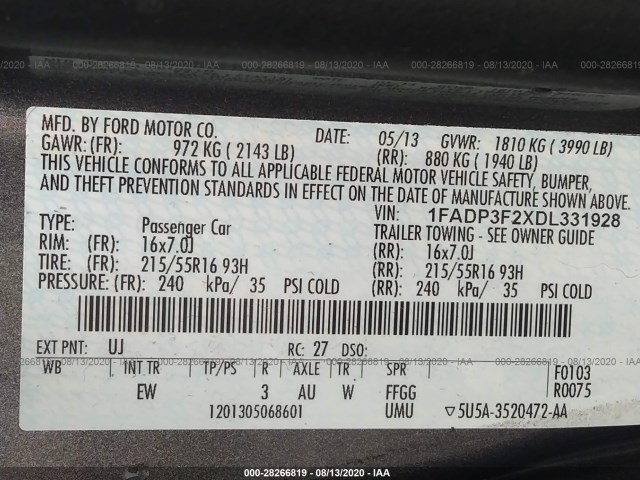 000-28266819 - 08/13/2020 - IAA 000-28266819 - 08/13/2020 - IAA
MFD. BY FORD MOTOR CO. DATE: 05/13 GVWR: 1810 KG ( 3990 LB)
GAWR: (FR): 972 KG ( 2143 LB) (RR): 880 KG ( 1940 LB)
THIS VEHICLE CONFORMS TO ALL APPLICABLE FEDERAL MOTOR VEHICLE SAFETY, BUMPER,
AND THEFT PREVENTION STANDARDS IN EFFECT ON THE DATE OF MANUFACTURE SHOWN ABOVE.
VIN: 1FADP3F2XDL331928
TYPE: Passenger Car TRAILER TOWING - SEE OWNER GUIDE
RIM: (FR): 16x7.0J (RR): 16x7.0J
TIRE: (FR): 215/55R16 93H (RR): 215/55R16 93H
PRESSURE: (FR): 240 kPa/ 35 PSI COLD (RR): 240 kPa/ 35 PSI COLD
EXT PNT: UJ RC: 27 DSO:
WB INT TR TP/PS R AXLE TR SPR F0103
EW 3 AU W FFGG R0075
1201305068601 UMU ▽5U5A-3520472-AA
000-28266819 - 08/13/2020 - IAA